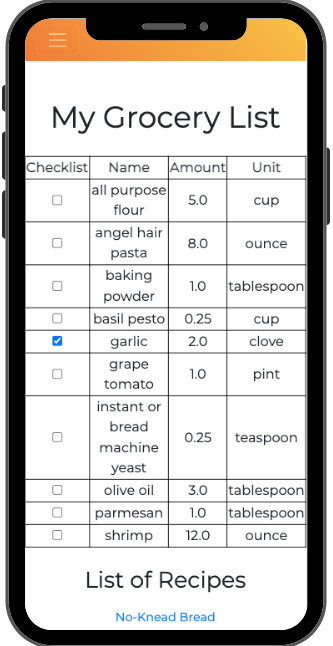 My Grocery List
Checklist Name Amount Unit
all purpose
flour 5.0 cup
angel hair
pasta 8.0 ounce
baking
powder 1.0 tablespoon
basil pesto 0.25 cup
garlic 2.0 clove
grape
tomato 1.0 pint
instant or
bread
machine
yeast 0.25 teaspoon
olive oil 3.0 tablespoon
parmesan 1.0 tablespoon
shrimp 12.0 ounce
List of Recipes
No-Knead Bread